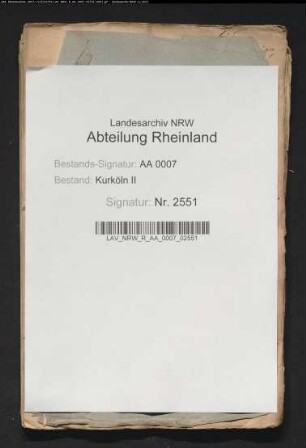 Landesarchiv NRW
Abteilung Rheinland
Bestands-Signatur: AA 0007
Bestand: Kurköln II
Signatur: Nr. 2551
LAV_NRW_R_AA_0007_02551